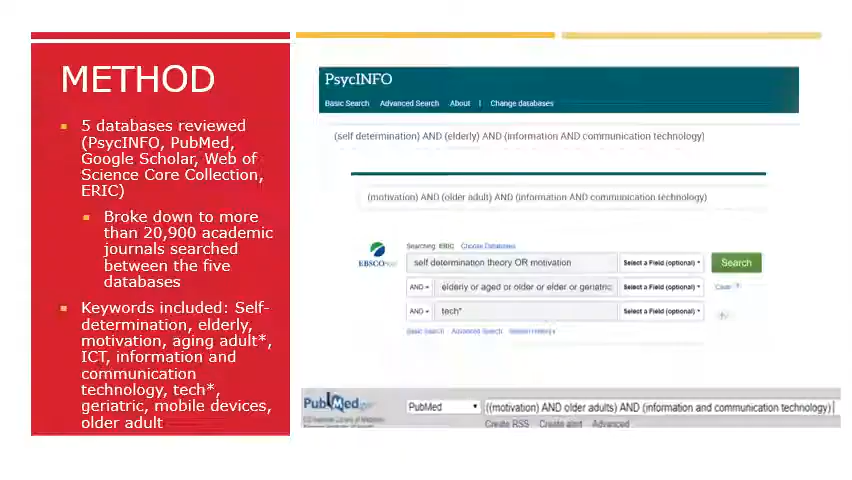 METHOD
5 databases reviewed
(PsycINFO, PubMed,
Google Scholar, Web of
Science Core Collection,
ERIC)
Broke down to more
than 20,900 academic
journals searched
between the five
databases
Keywords included: Self-
determination, elderly,
motivation, aging adult*,
ICT, information and
communication
technology, tech*,
geriatric, mobile devices,
older adult
PsycINFO
Basic Search Advanced Search About | Change databases
(self determination) AND (elderly) AND (information AND communication technology)
(motivation) AND (older adult) AND (information AND communication technology)
Searching: ERIC Choose Databases
EBSCO
self determination theory OR motivation Select a Field (optional) Search
AND elderly or aged or older or elder or geriatric Select a Field (optional) Clear ?
AND tech* Select a Field (optional)
Basic Search Advanced Search Search History
PubMed PubMed ((motivation) AND older adults) AND (information and communication technology)
Create RSS Create alert Advanced